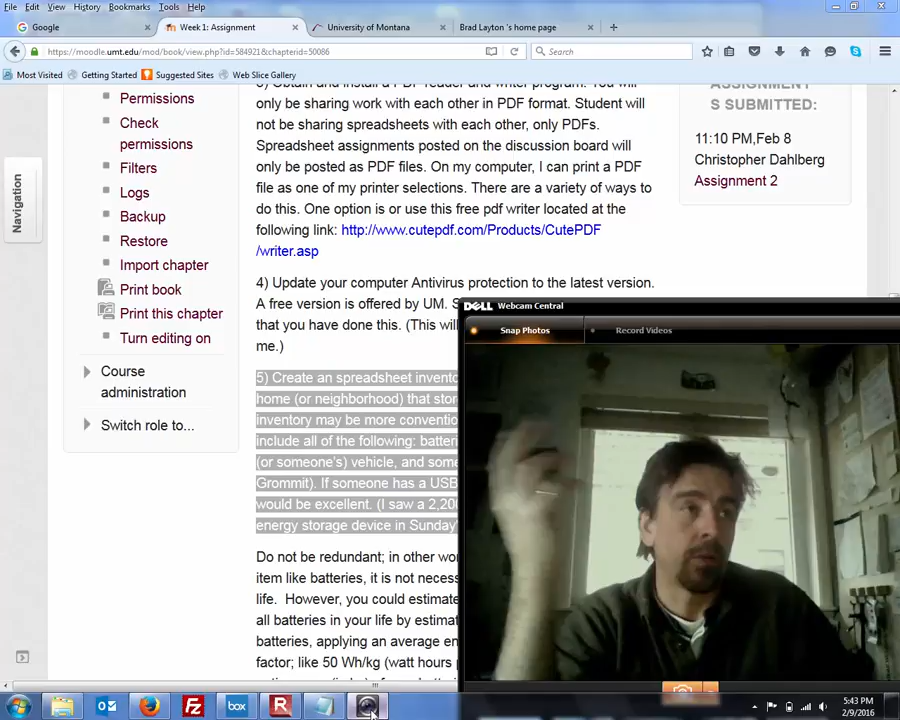 File Edit View History Bookmarks Tools Help
Google
Week 1: Assignment
University of Montana
Brad Layton 's home page
https://moodle.umt.edu/mod/book/view.php?id=584921&chapterid=50086
Search
Most Visited Getting Started Suggested Sites Web Slice Gallery
Navigation
Permissions
Check
permissions
Filters
Logs
Backup
Restore
Import chapter
Print book
Print this chapter
Turn editing on
Course
administration
Switch role to...
3) Obtain and install a PDF reader and writer program. You will
only be sharing work with each other in PDF format. Student will
not be sharing spreadsheets with each other, only PDFs.
Spreadsheet assignments posted on the discussion board will
only be posted as PDF files. On my computer, I can print a PDF
file as one of my printer selections. There are a variety of ways to
do this. One option is or use this free pdf writer located at the
following link: http://www.cutepdf.com/Products/CutePDF
/writer.asp
4) Update your computer Antivirus protection to the latest version.
A free version is offered by UM. S
that you have done this. (This wil
me.)
5) Create an spreadsheet invento
home (or neighborhood) that stor
inventory may be more conventio
include all of the following: batteri
(or someone's) vehicle, and some
Grommit). If someone has a USB
would be excellent. (I saw a 2,20
energy storage device in Sunday'
Do not be redundant; in other wor
item like batteries, it is not necess
life. However, you could estimate
all batteries in your life by estimat
batteries, applying an average en
factor; like 50 Wh/kg (watt hours p
ASSIGNMENT
S SUBMITTED:
11:10 PM,Feb 8
Christopher Dahlberg
Assignment 2
DELL Webcam Central
Snap Photos
Record Videos
box
5:43 PM
2/9/2016